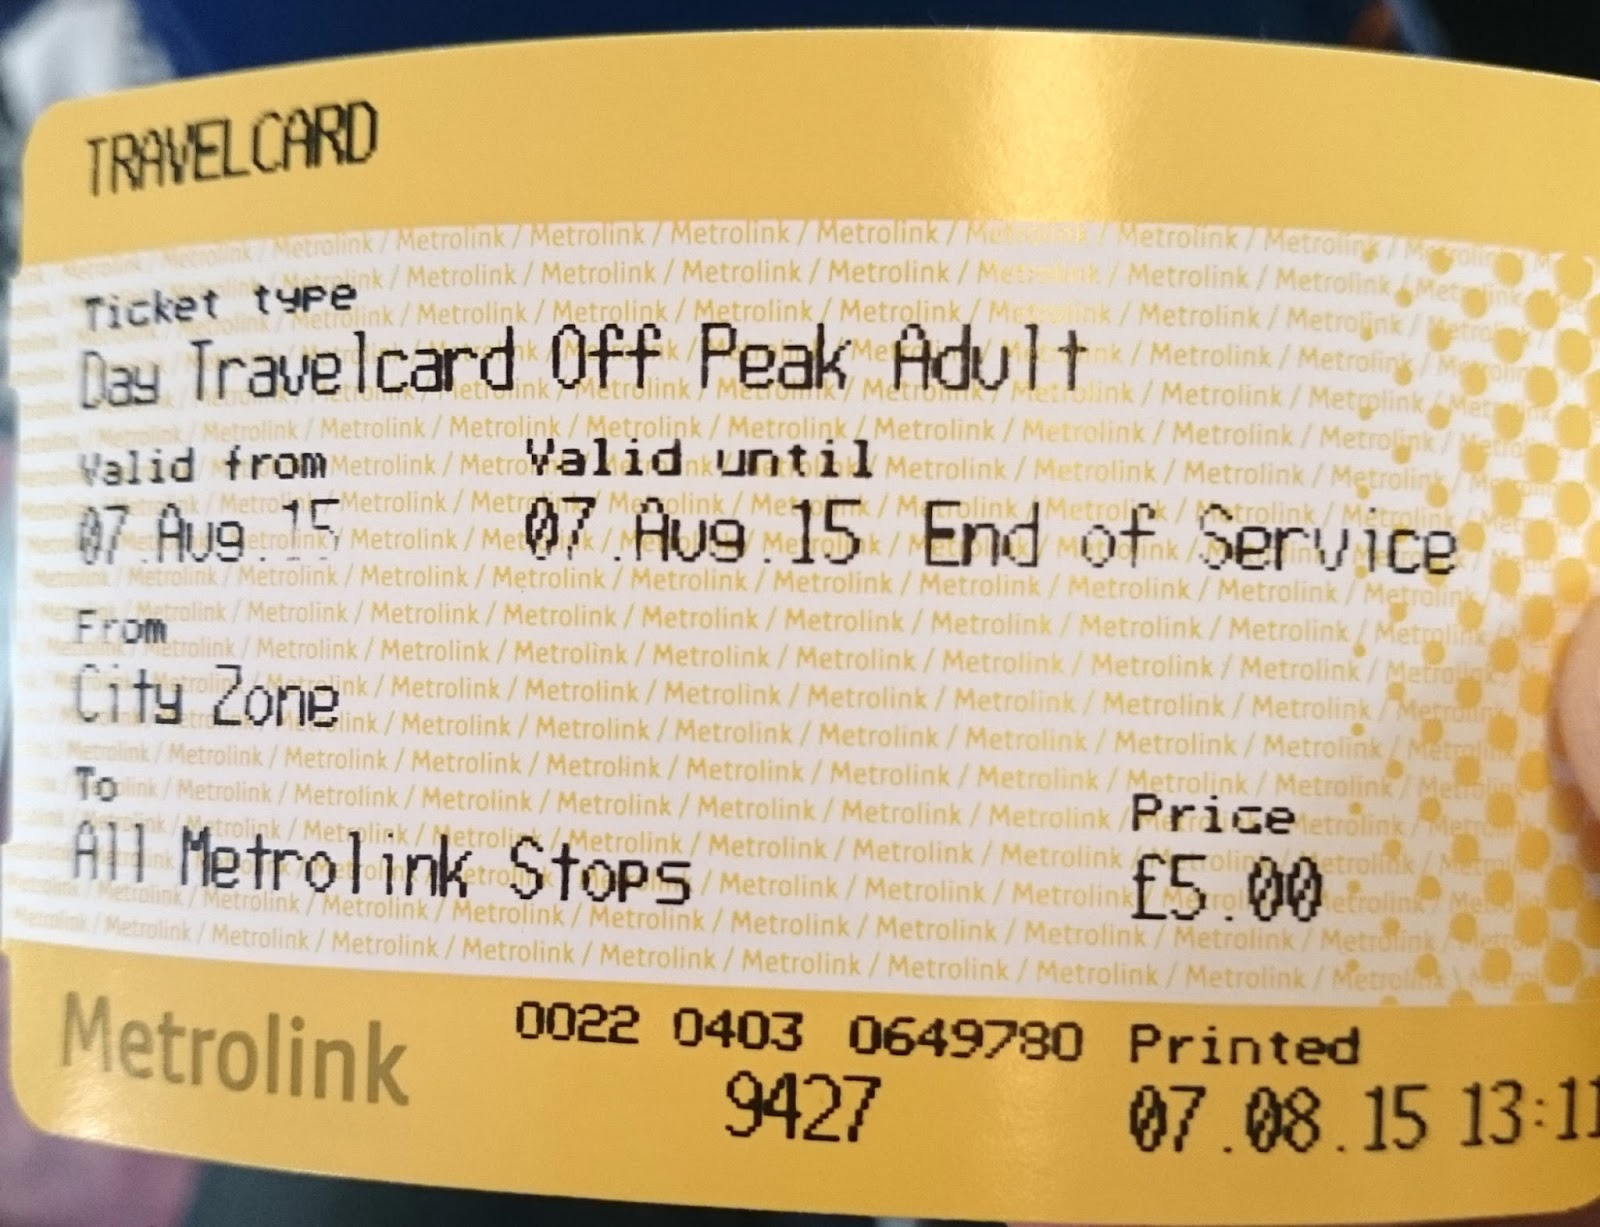 TRAVELCARD
Ticket type
Day Travelcard Off Peak Adult
Valid from Valid until
07.Aug.15 07.Aug.15 End of Service
From
City Zone
To
All Metrolink Stops
Price
£5.00
Metrolink
0022 0403 0649780 Printed
9427 07.08.15 13:11